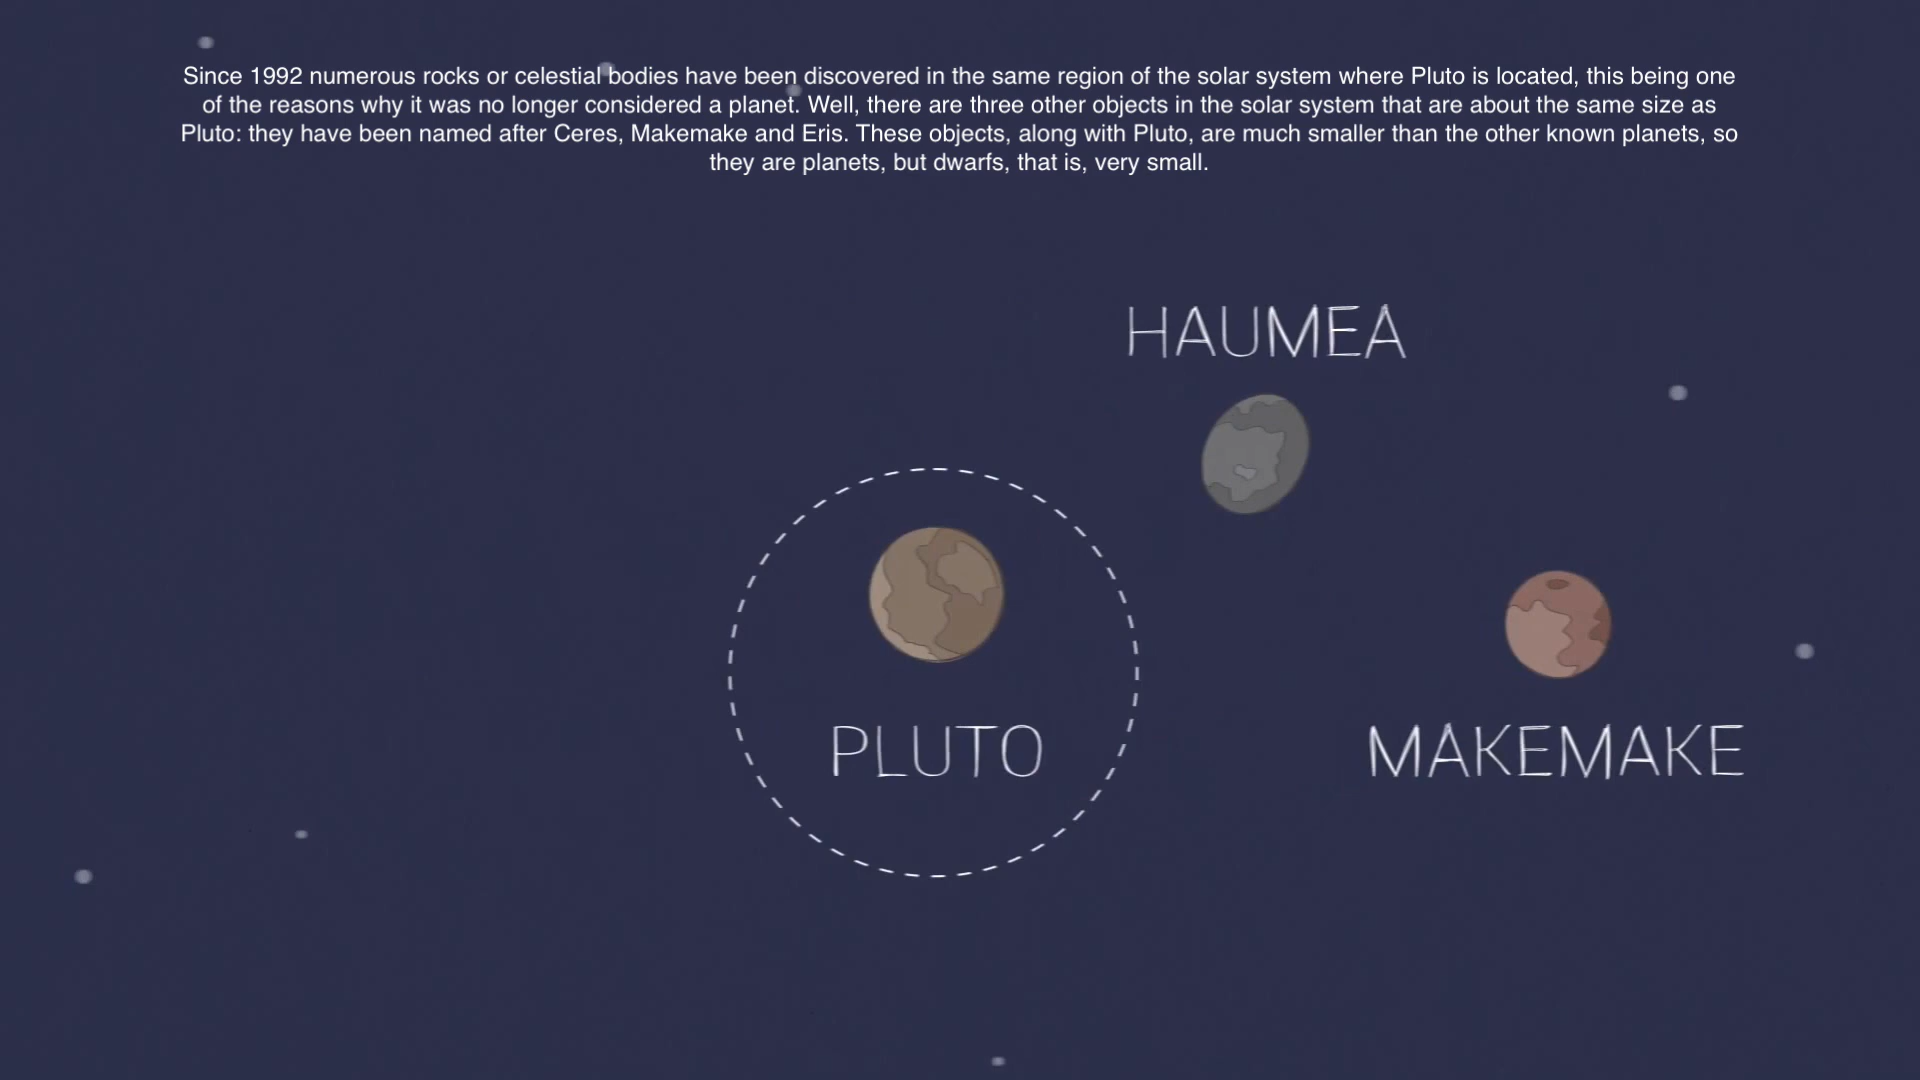 Since 1992 numerous rocks or celestial bodies have been discovered in the same region of the solar system where Pluto is located, this being one
of the reasons why it was no longer considered a planet. Well, there are three other objects in the solar system that are about the same size as
Pluto: they have been named after Ceres, Makemake and Eris. These objects, along with Pluto, are much smaller than the other known planets, so
they are planets, but dwarfs, that is, very small.
HAUMEA
PLUTO
MAKEMAKE